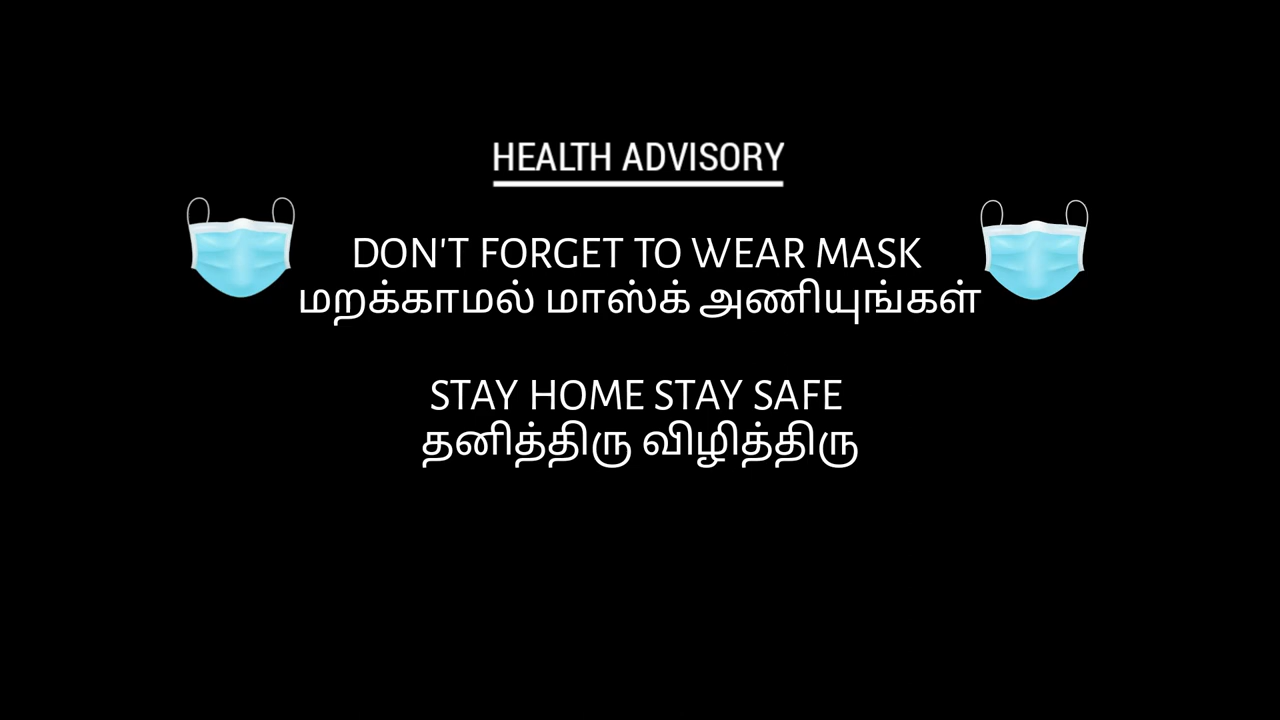 HEALTH ADVISORY
DON'T FORGET TO WEAR MASK
மறக்காமல் மாஸ்க் அணியுங்கள்
STAY HOME STAY SAFE
தனித்திரு விழித்திரு